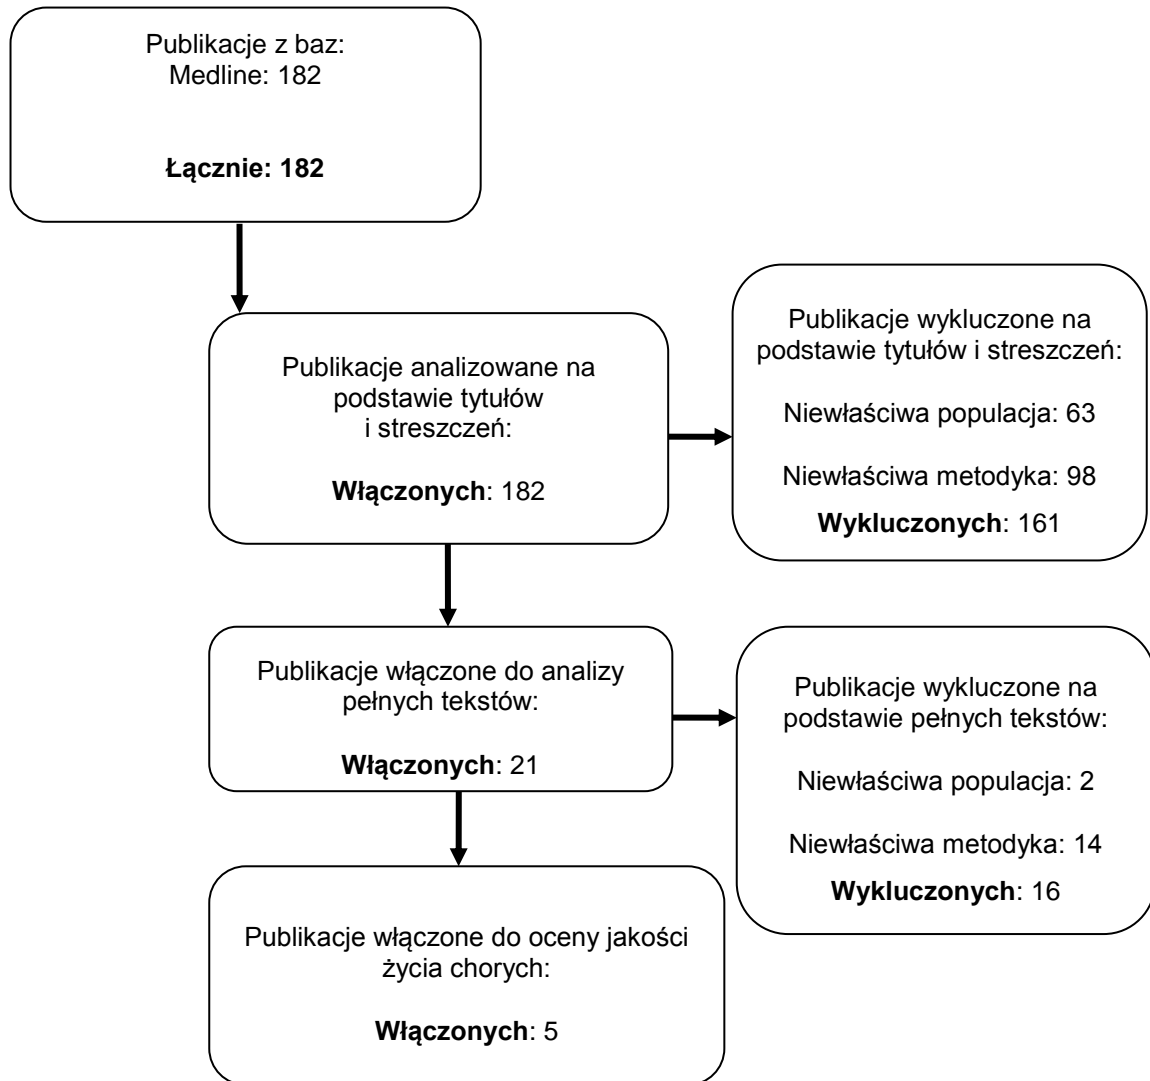 Publikacje z baz:
Medline: 182
Łącznie: 182
Publikacje analizowane na
podstawie tytułów
i streszczeń:
Włączonych: 182
Publikacje wykluczone na
podstawie tytułów i streszczeń:
Niewłaściwa populacja: 63
Niewłaściwa metodyka: 98
Wykluczonych: 161
Publikacje włączone do analizy
pełnych tekstów:
Włączonych: 21
Publikacje wykluczone na
podstawie pełnych tekstów:
Niewłaściwa populacja: 2
Niewłaściwa metodyka: 14
Wykluczonych: 16
Publikacje włączone do oceny jakości
życia chorych:
Włączonych: 5